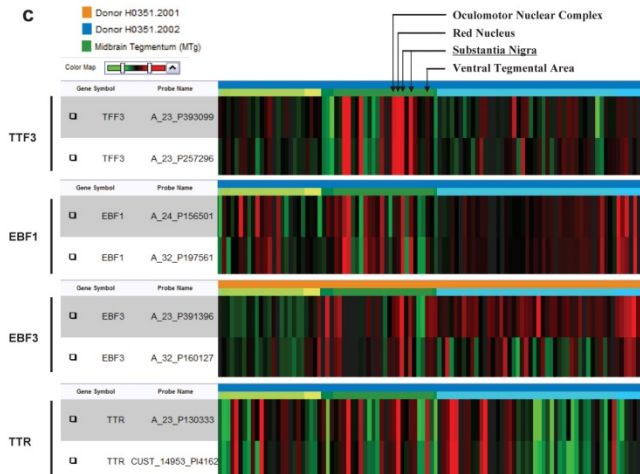 c
Donor H0351.2001
Donor H0351.2002
Midbrain Tegmentum (MTg)
Color Map
Oculomotor Nuclear Complex
Red Nucleus
Substantia Nigra
Ventral Tegmental Area
Gene Symbol Probe Name
TTF3
TFF3 A_23_P393099
TFF3 A_23_P257296
Gene Symbol Probe Name
EBF1
EBF1 A_24_P156501
EBF1 A_32_P197561
Gene Symbol Probe Name
EBF3
EBF3 A_23_P391396
EBF3 A_32_P160127
Gene Symbol Probe Name
TTR
TTR A_23_P130333
TTR CUST_14953_PI4162